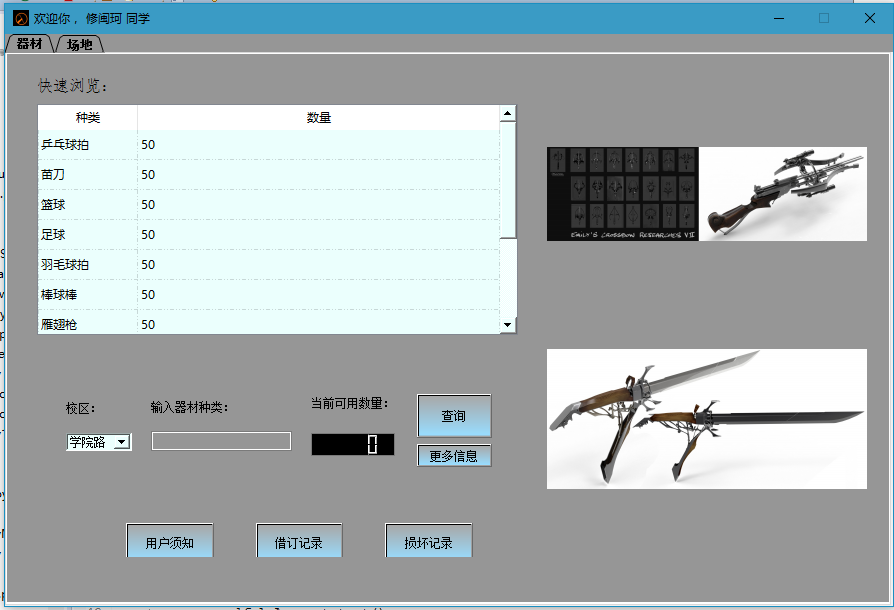 欢迎你， 修闽珂 同学
器材 场地
快速浏览：
种类 数量
乒乓球拍 50
苗刀 50
篮球 50
足球 50
羽毛球拍 50
棒球棒 50
雁翅枪 50
EMILY'S CROSSBOW RESEARCHES V II
校区：
输入器材种类：
当前可用数量：
查询
学院路
0
更多信息
用户须知
借订记录
损坏记录